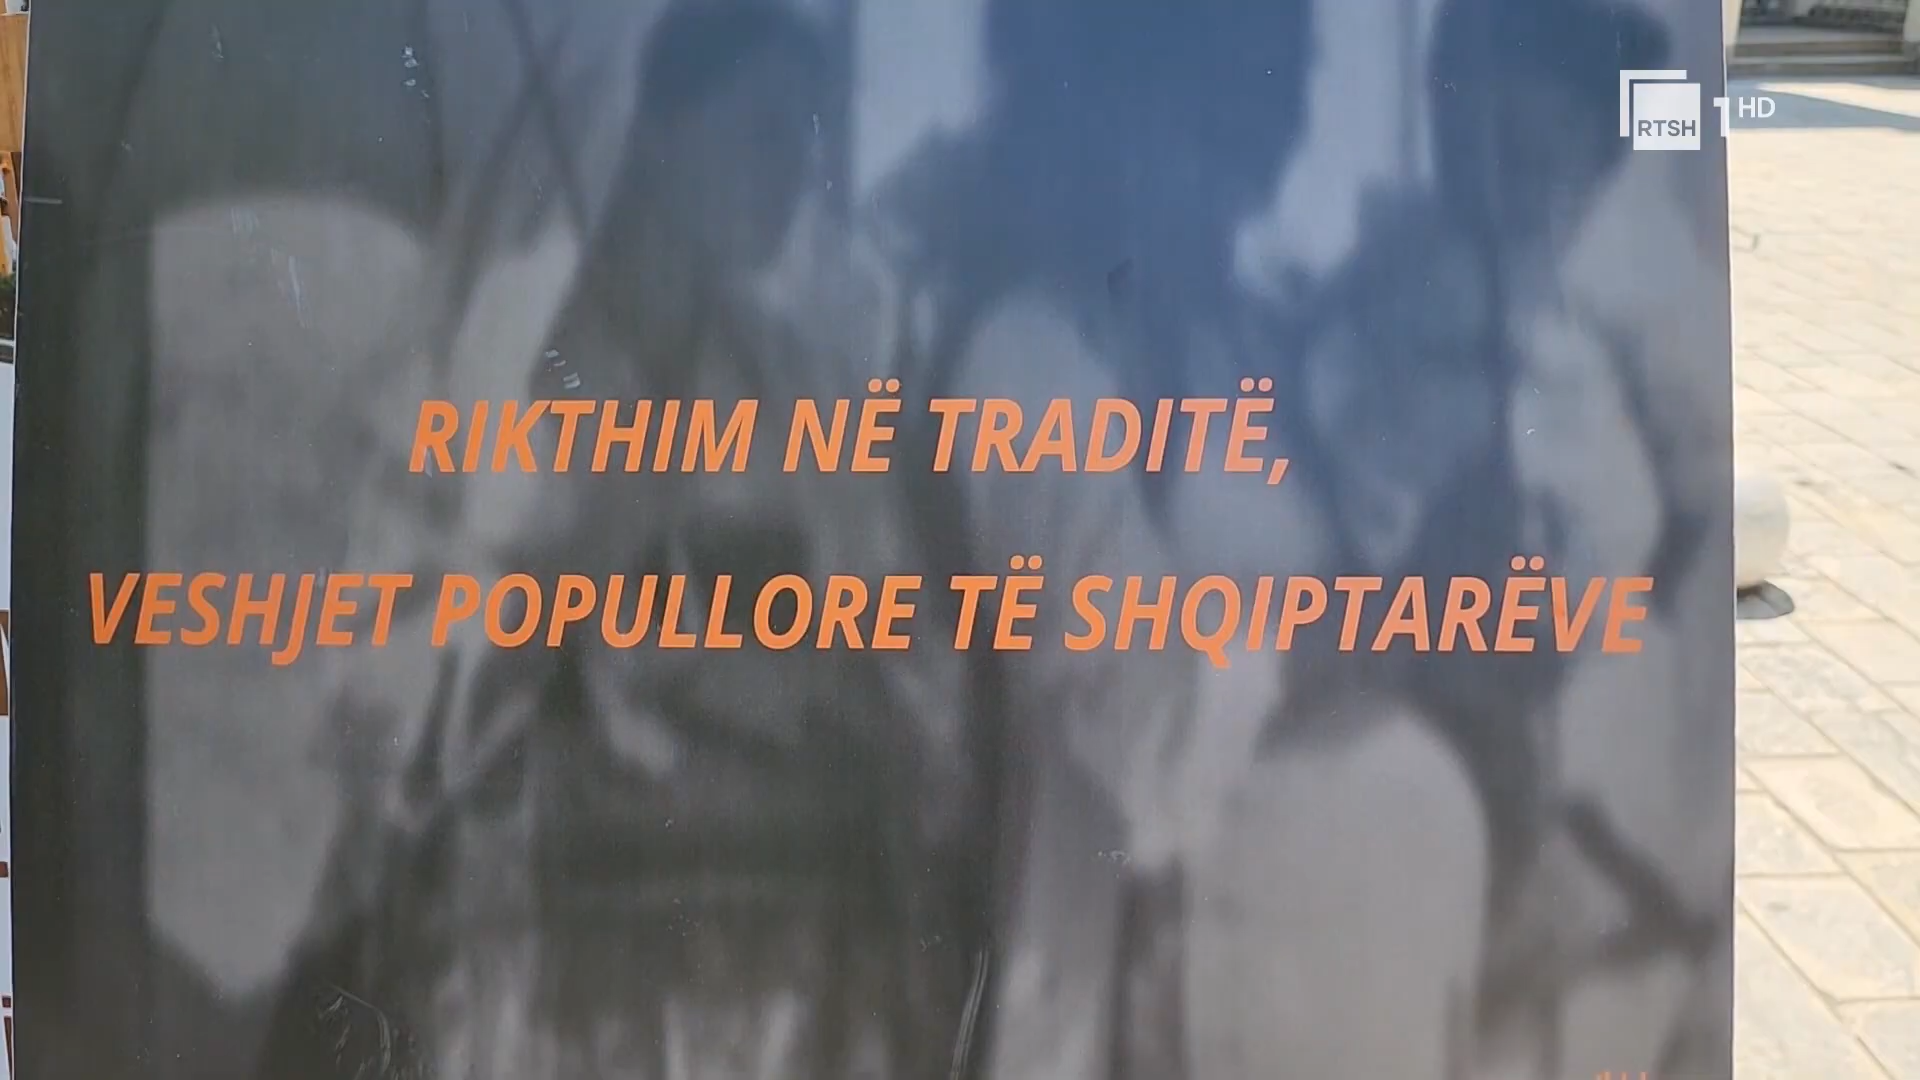 RTSH 1 HD
RIKTHIM NË TRADITË,
VESHJET POPULLORE TË SHQIPTARËVE